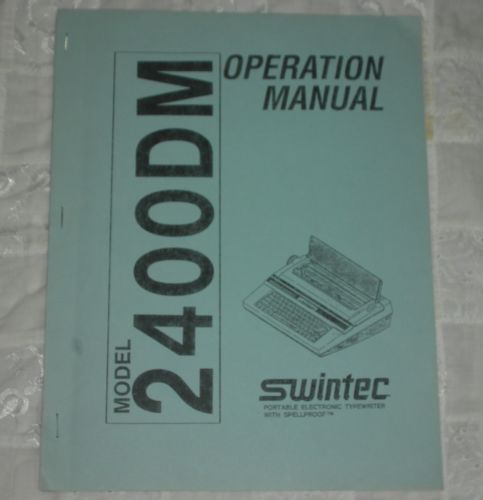 OPERATION
MANUAL
MODEL 2400DM
swintec
PORTABLE ELECTRONIC TYPEWRITER
WITH SPELLPROOF™